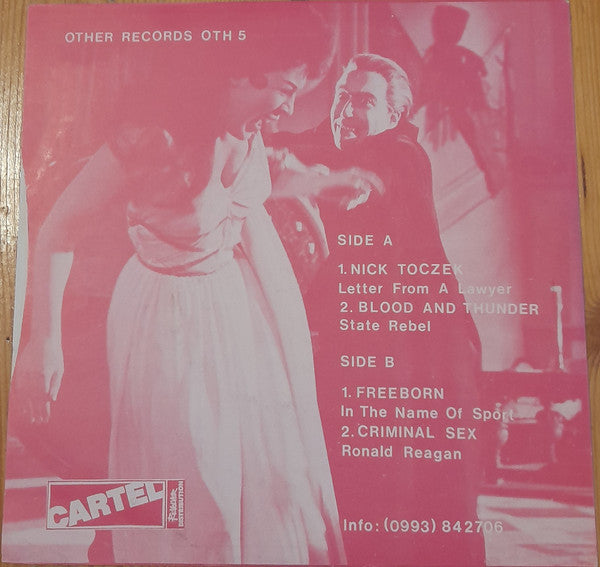 OTHER RECORDS OTH 5
SIDE A
1. NICK TOCZEK
Letter From A Lawyer
2. BLOOD AND THUNDER
State Rebel
SIDE B
1. FREEBORN
In The Name Of Sport
2. CRIMINAL SEX
Ronald Reagan
CARTEL
DISTRIBUTION
Info: (0993) 842706